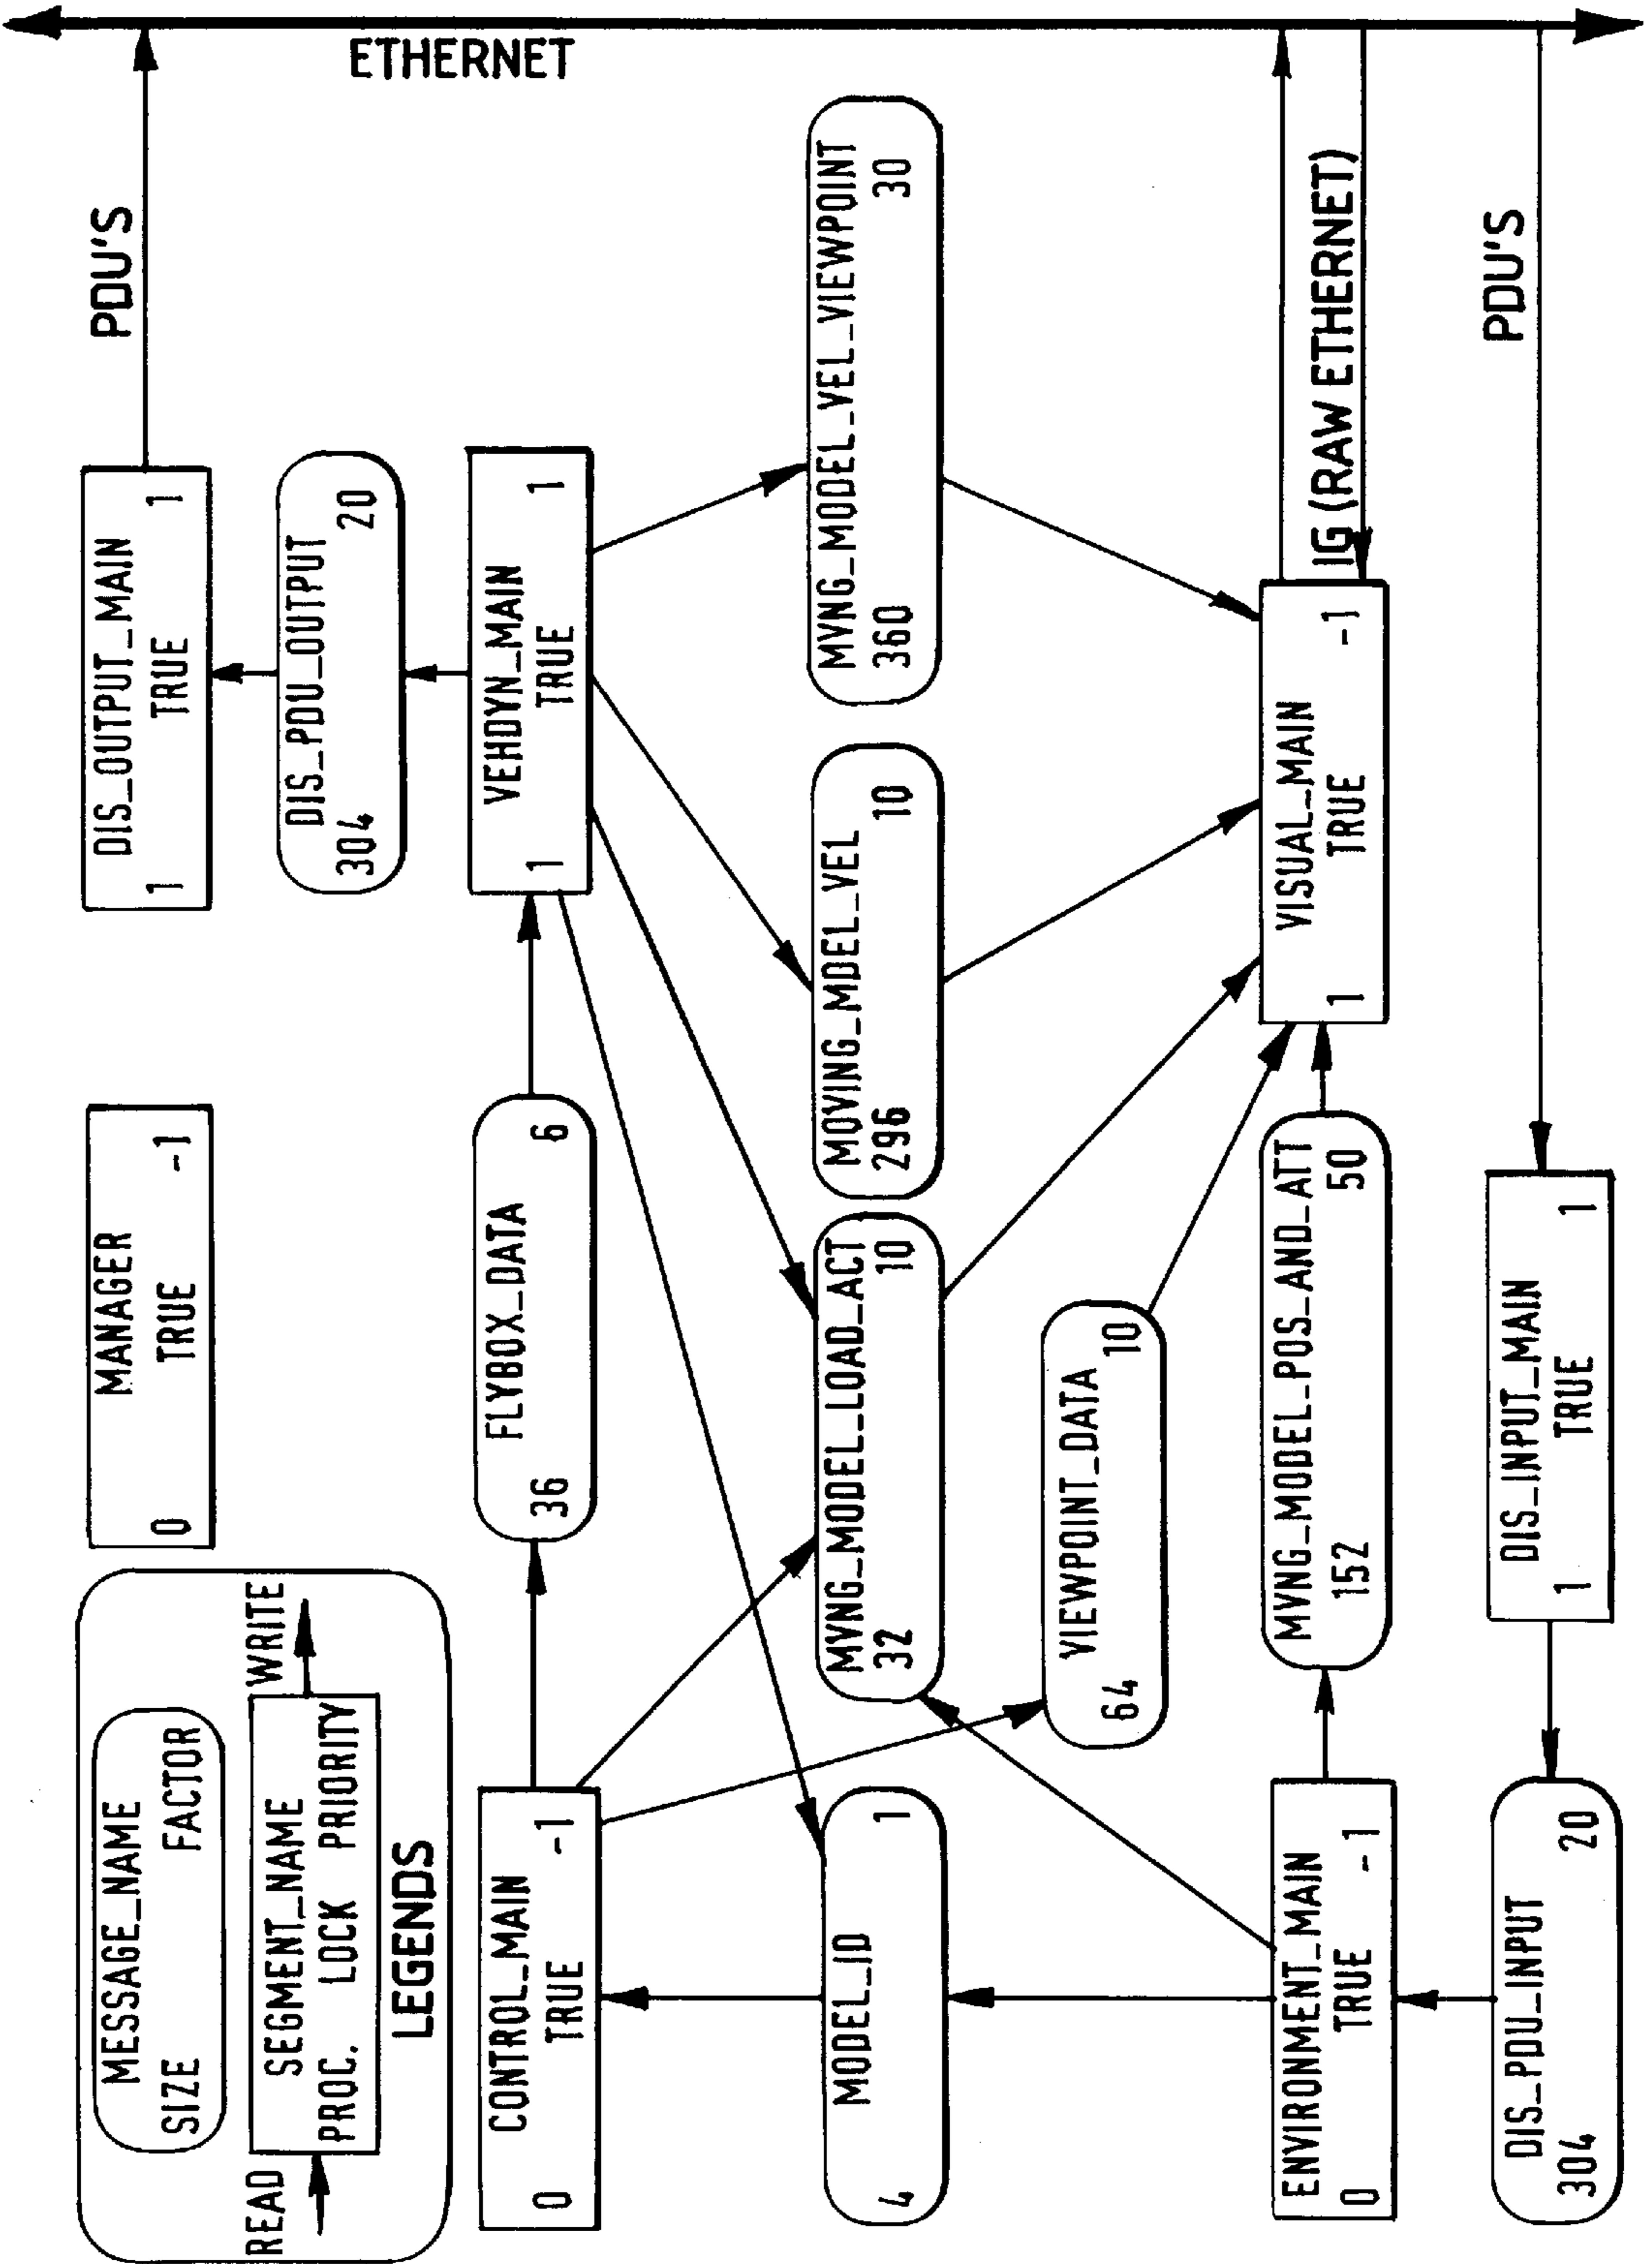 MESSAGE_NAME
SIZE FACTOR
READ
SEGMENT_NAME
PROC. LOCK PRIORITY
WRITE
LEGENDS
MANAGER
0 TRUE -1
DIS_OUTPUT_MAIN
1 TRUE 1
PDU'S
ETHERNET
DIS_PDU_OUTPUT
304 20
CONTROL_MAIN
0 TRUE -1
FLYBOX_DATA
36 6
VEHDYN_MAIN
1 TRUE 1
MODEL_ID
4 1
MVNG_MODEL_LOAD_ACT
32 10
MOVING_MDEL_VEL
296 10
MVNG_MODEL_VEL_VIEWPOINT
360 30
VIEWPOINT_DATA
64 10
ENVIRONMENT_MAIN
0 TRUE -1
MVNG_MODEL_POS_AND_ATT
152 50
VISUAL_MAIN
1 TRUE -1
IG (RAW ETHERNET)
DIS_PDU_INPUT
304 20
DIS_INPUT_MAIN
1 TRUE 1
PDU'S